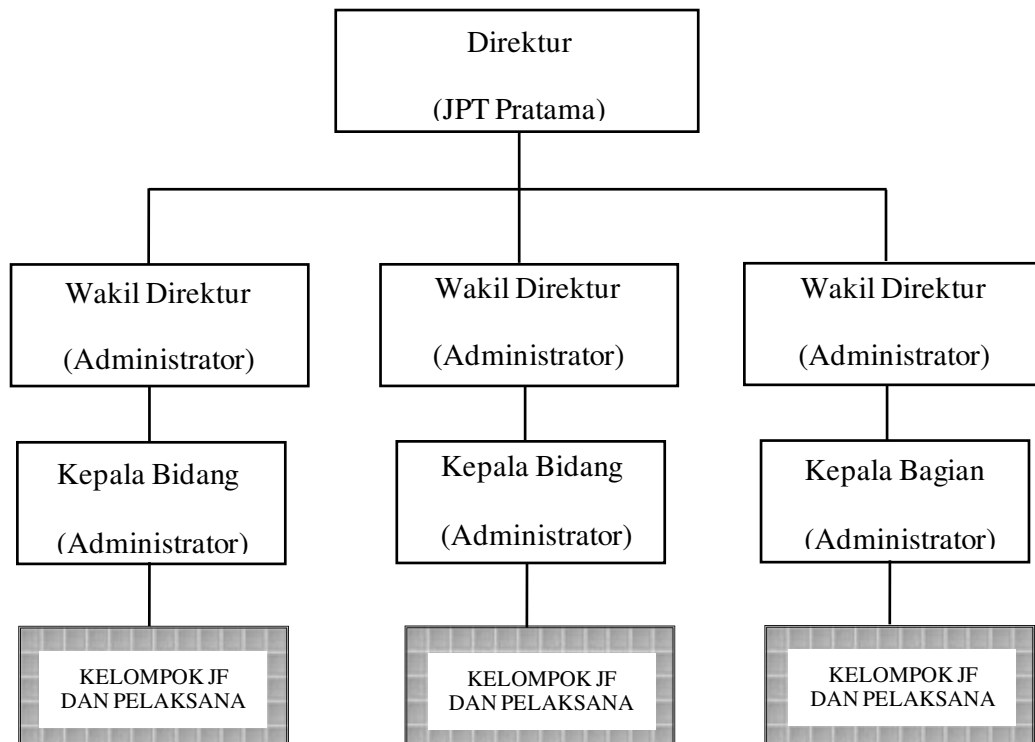 Direktur
(JPT Pratama)
Wakil Direktur
(Administrator)
Wakil Direktur
(Administrator)
Wakil Direktur
(Administrator)
Kepala Bidang
(Administrator)
Kepala Bidang
(Administrator)
Kepala Bagian
(Administrator)
KELOMPOK JF
DAN PELAKSANA
KELOMPOK JF
DAN PELAKSANA
KELOMPOK JF
DAN PELAKSANA